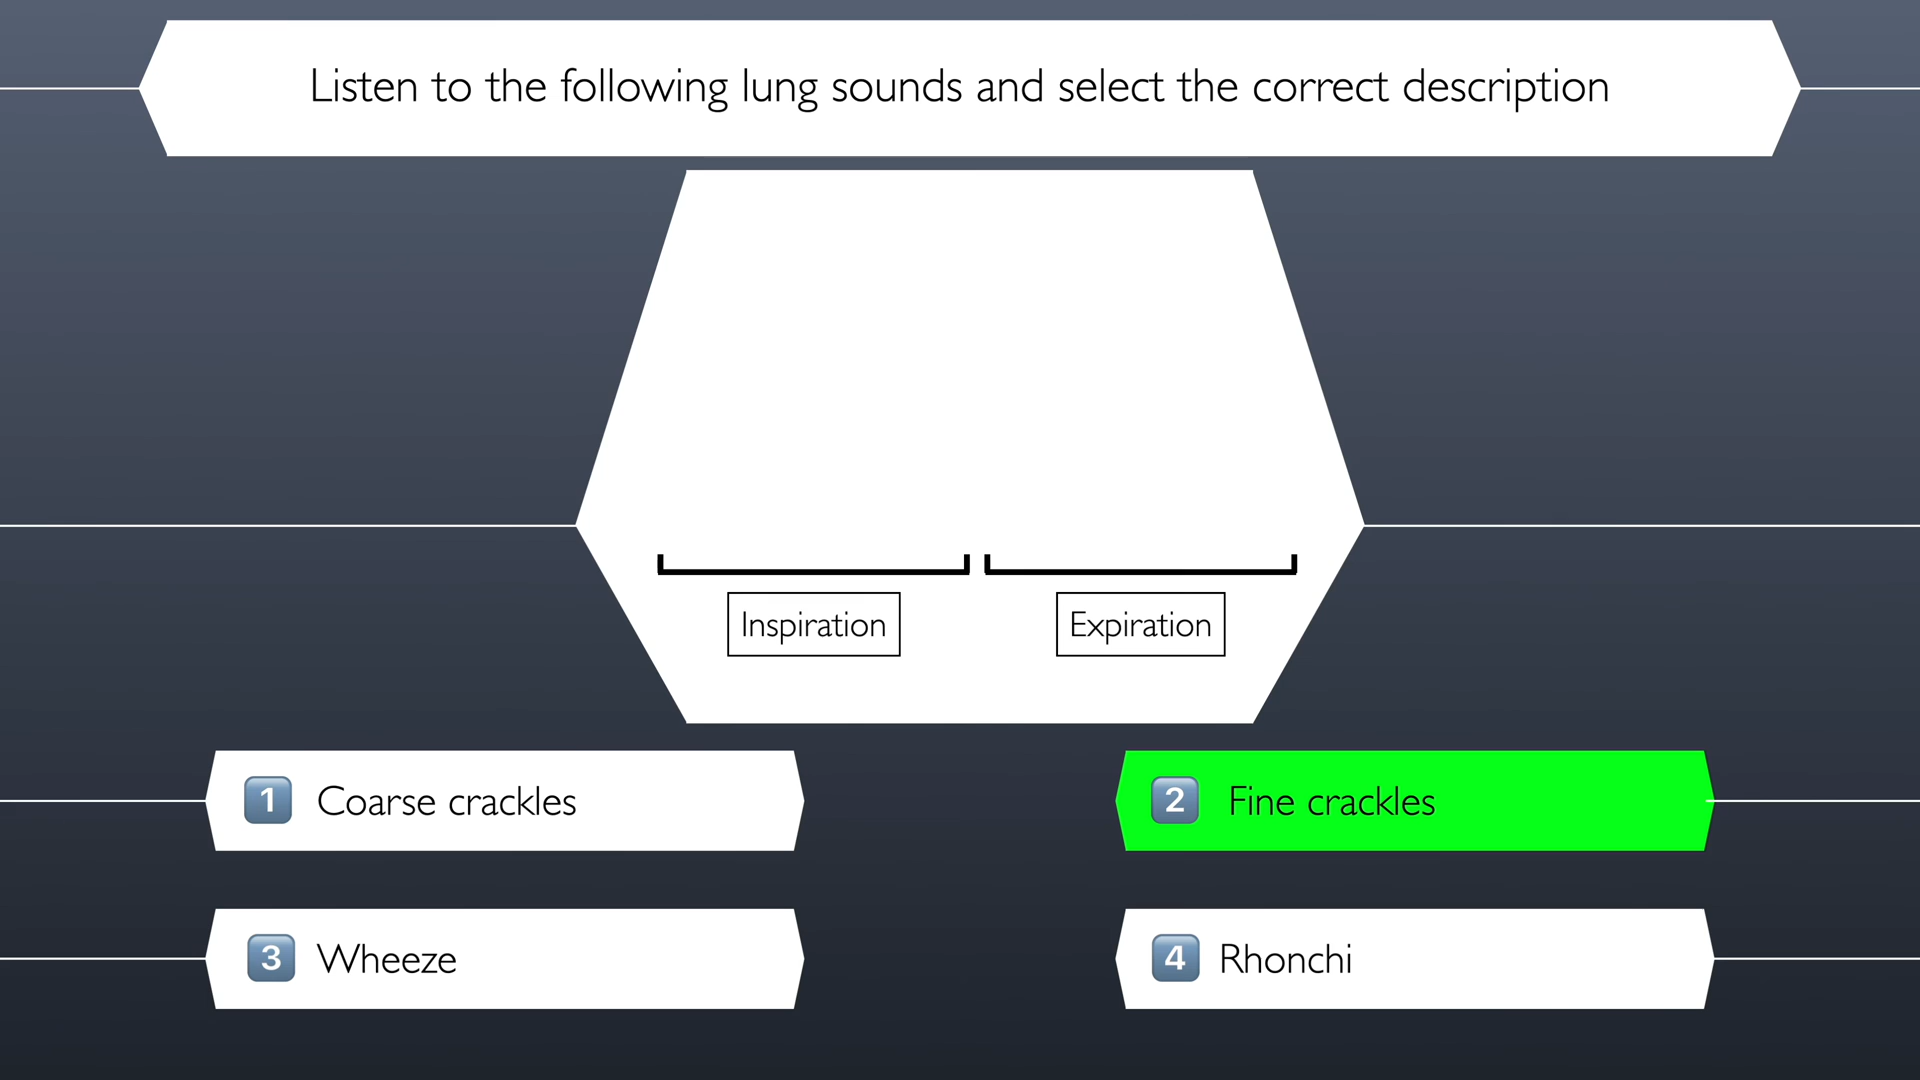 Listen to the following lung sounds and select the correct description
Inspiration
Expiration
1 Coarse crackles
2 Fine crackles
3 Wheeze
4 Rhonchi